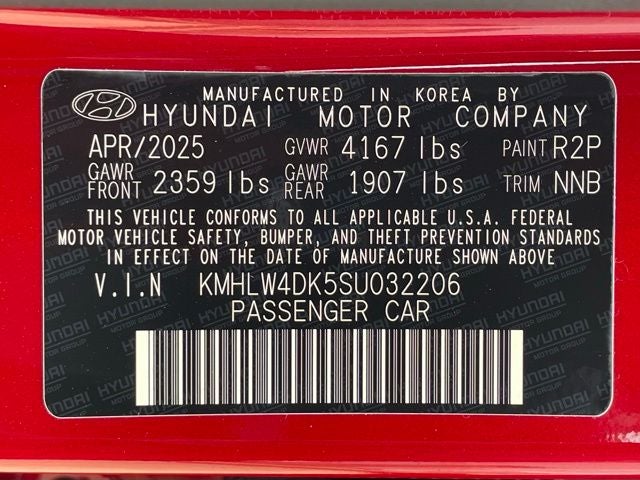 MANUFACTURED IN KOREA BY
HYUNDAI MOTOR COMPANY
APR/2025 GVWR 4167 lbs PAINT R2P
GAWR FRONT 2359 lbs GAWR REAR 1907 lbs TRIM NNB
THIS VEHICLE CONFORMS TO ALL APPLICABLE U.S.A. FEDERAL
MOTOR VEHICLE SAFETY, BUMPER, AND THEFT PREVENTION STANDARDS
IN EFFECT ON THE DATE OF MANUFACTURE SHOWN ABOVE
V.I.N KMHLW4DK5SU032206
PASSENGER CAR